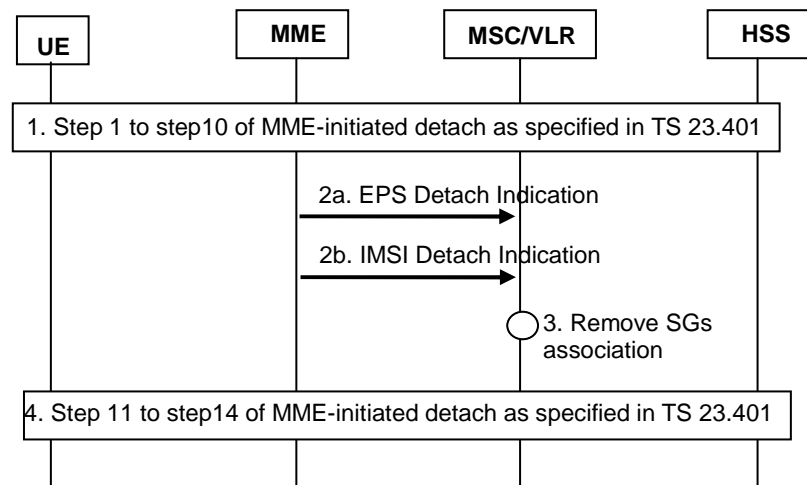 UE
MME
MSC/VLR
HSS
1. Step 1 to step10 of MME-initiated detach as specified in TS 23.401
2a. EPS Detach Indication
2b. IMSI Detach Indication
3. Remove SGs
association
4. Step 11 to step14 of MME-initiated detach as specified in TS 23.401